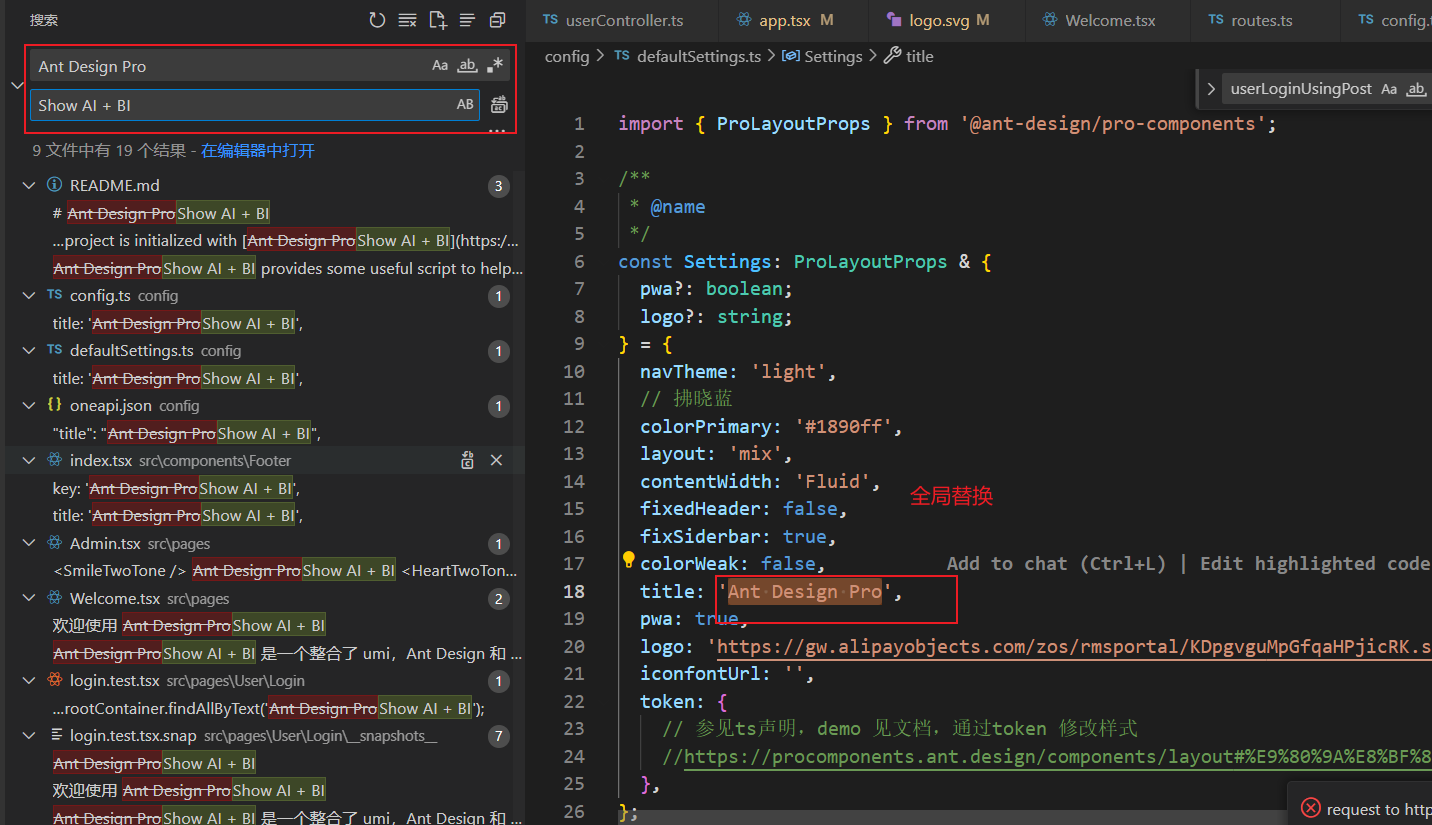 搜索
Ant Design Pro
Aa ab
Show AI + BI
AB
9 文件中有 19 个结果 - 在编辑器中打开
README.md
3
# Ant Design ProShow AI + BI
...project is initialized with [Ant Design ProShow AI + BI](https:/...
Ant Design ProShow AI + BI provides some useful script to help...
TS config.ts config
1
title: 'Ant Design ProShow AI + BI',
TS defaultSettings.ts config
1
title: 'Ant Design ProShow AI + BI',
{} oneapi.json config
1
"title": "Ant Design ProShow AI + BI",
index.tsx src\components\Footer
key: 'Ant Design ProShow AI + BI',
title: 'Ant Design ProShow AI + BI',
Admin.tsx src\pages
1
<SmileTwoTone /> Ant Design ProShow AI + BI <HeartTwoTon...
Welcome.tsx src\pages
2
欢迎使用 Ant Design ProShow AI + BI
Ant Design ProShow AI + BI 是一个整合了 umi，Ant Design 和 ...
login.test.tsx src\pages\User\Login
1
...rootContainer.findAllByText('Ant Design ProShow AI + BI');
login.test.tsx.snap src\pages\User\Login\__snapshots__
7
Ant Design ProShow AI + BI
欢迎使用 Ant Design ProShow AI + BI
Ant Design ProShow AI + BI 是一个整合了 umi，Ant Design 和 ...
TS userController.ts
app.tsx M
logo.svg M
Welcome.tsx
TS routes.ts
TS config.t
config > TS defaultSettings.ts > Settings > title
userLoginUsingPost Aa ab
1 import { ProLayoutProps } from '@ant-design/pro-components';
2
3 /**
4 * @name
5 */
6 const Settings: ProLayoutProps & {
7 pwa?: boolean;
8 logo?: string;
9 } = {
10 navTheme: 'light',
11 // 拂晓蓝
12 colorPrimary: '#1890ff',
13 layout: 'mix',
14 contentWidth: 'Fluid',
全局替换
15 fixedHeader: false,
16 fixSiderbar: true,
17 colorWeak: false, Add to chat (Ctrl+L) | Edit highlighted code
18 title: 'Ant Design Pro',
19 pwa: true,
20 logo: 'https://gw.alipayobjects.com/zos/rmsportal/KDpgvguMpGfqaHPjicRK.s
21 iconfontUrl: '',
22 token: {
23 // 参见ts声明，demo 见文档，通过token 修改样式
24 //https://procomponents.ant.design/components/layout#%E9%80%9A%E8%BF%8
25 },
26 };
request to http